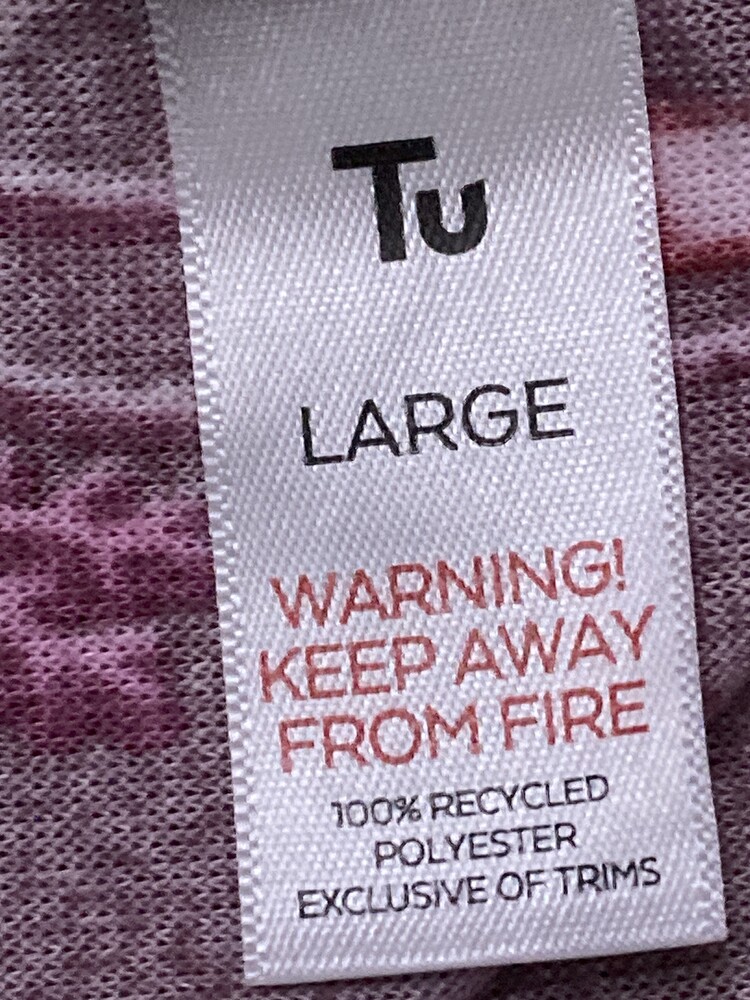 Tu
LARGE
WARNING!
KEEP AWAY
FROM FIRE
100% RECYCLED
POLYESTER
EXCLUSIVE OF TRIMS